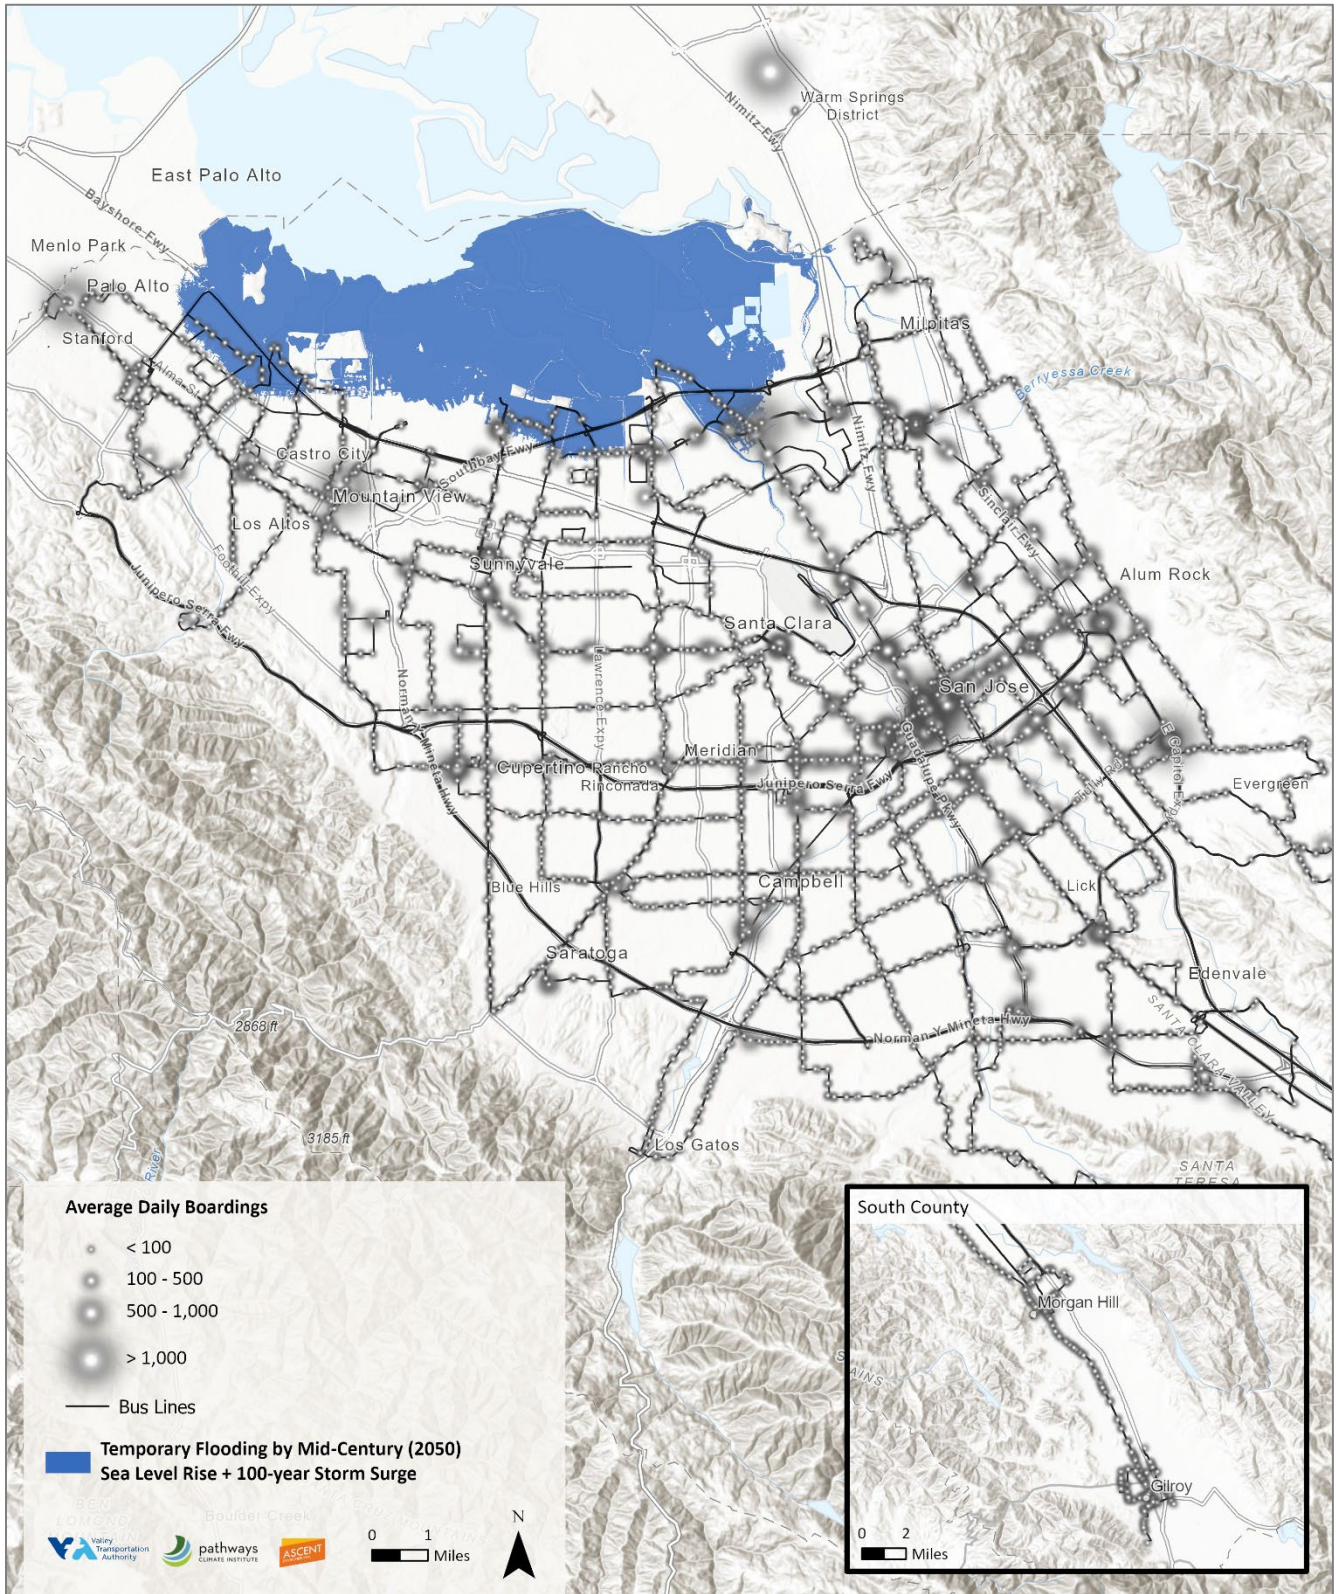 Warm Springs
District
Nimitz Fwy
East Palo Alto
Bayshore Fwy
Menlo Park
Palo Alto
Stanford
Alma St
Milpitas
Berryessa Creek
Castro City
Southbay Fwy
Nimitz Fwy
Mountain View
Los Altos
Sinclair Fwy
Foothill Expy
Sunnyvale
Alum Rock
Junipero Serra Fwy
Santa Clara
Lawrence Expy
San Jose
Norman Y Mineta Hwy
Guadalupe Pkwy
E Capitol Expy
Meridian
Cupertino
Rancho
Rinconada
Junipero Serra Fwy
Tully Rd
Evergreen
Blue Hills
Campbell
Lick
Saratoga
Edenvale
2868 ft
Norman Y Mineta Hwy
SANTA CLARA VALLEY
3185 ft
Los Gatos
River
SANTA
TERESA
Average Daily Boardings
< 100
100 - 500
500 - 1,000
> 1,000
Bus Lines
Temporary Flooding by Mid-Century (2050)
Sea Level Rise + 100-year Storm Surge
Boulder Creek
VTA Valley
Transportation
Authority
pathways
CLIMATE INSTITUTE
ASCENT
0 1
Miles
N
South County
Morgan Hill
AINS
Gilroy
0 2
Miles